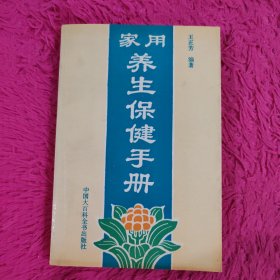 家用
养生保健手册
王正芳 编著
中国大百科全书出版社